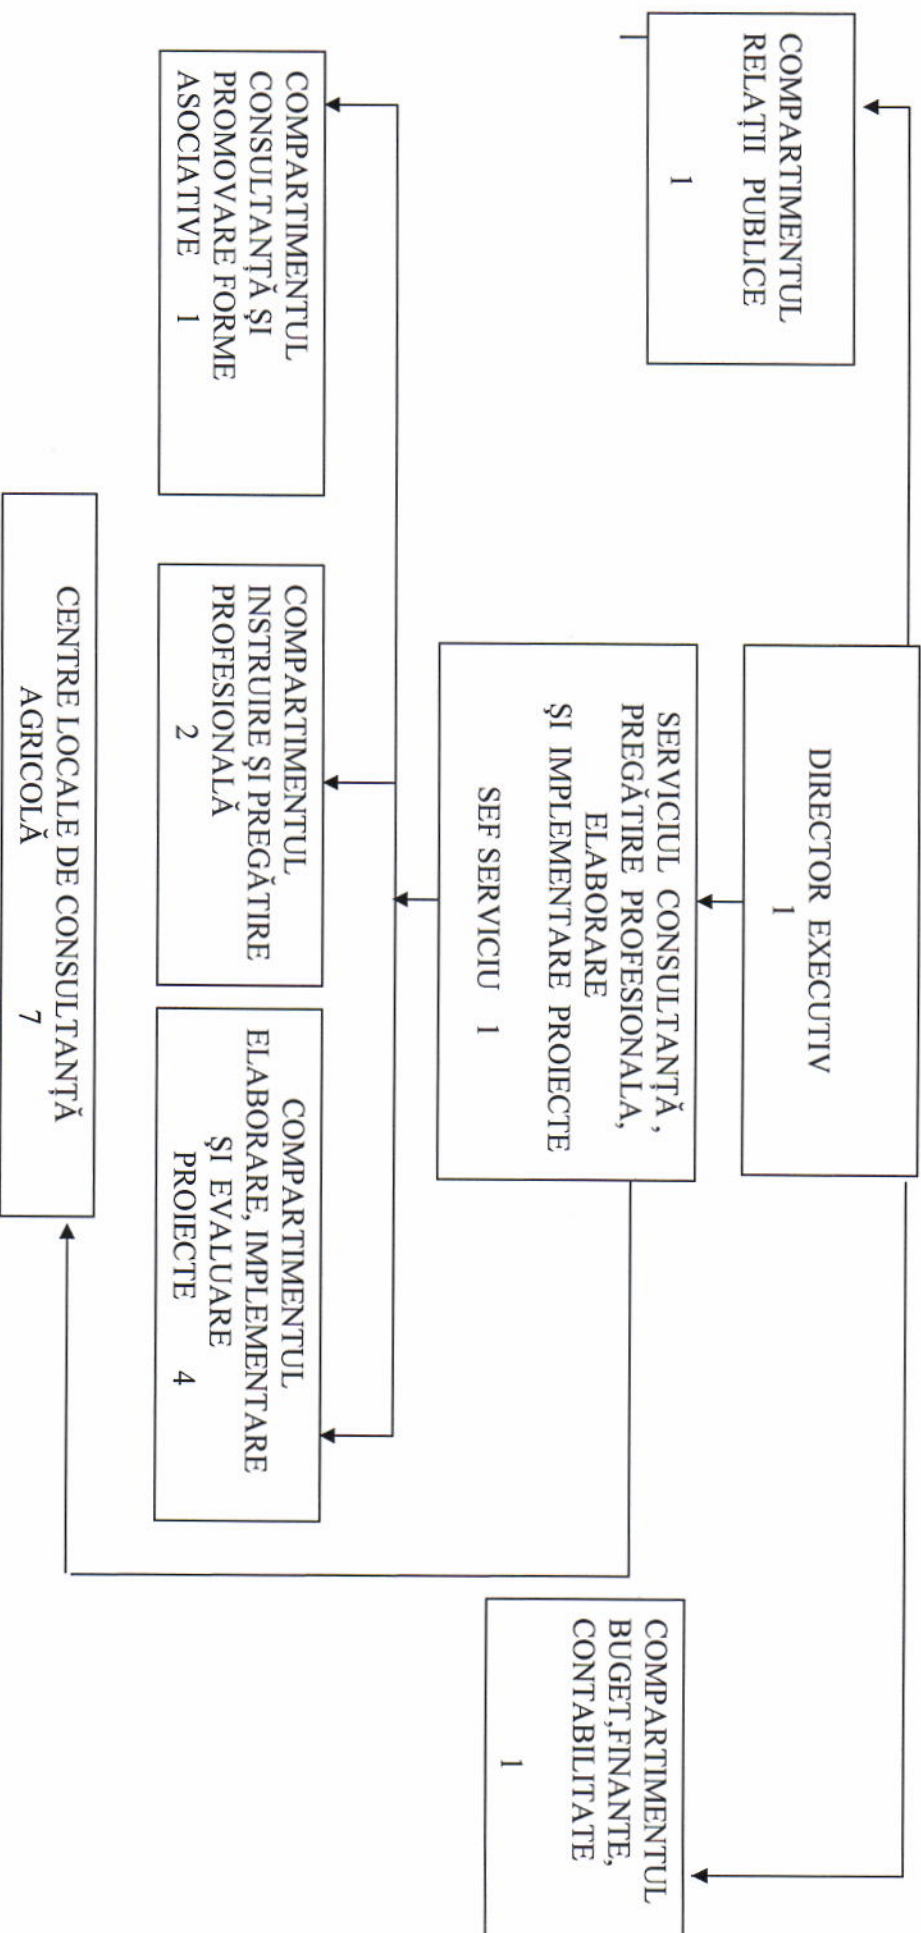 DIRECTOR EXECUTIV
1
COMPARTIMENTUL
RELAȚII PUBLICE
1
SERVICIUL CONSULTANȚĂ ,
PREGĂTIRE PROFESIONALA,
ELABORARE
ȘI IMPLEMENTARE PROIECTE
SEF SERVICIU 1
COMPARTIMENTUL
BUGET,FINANTE,
CONTABILITATE
1
COMPARTIMENTUL
CONSULTANȚĂ ȘI
PROMOVARE FORME
ASOCIATIVE 1
COMPARTIMENTUL
INSTRUIRE ȘI PREGĂTIRE
PROFESIONALĂ
2
COMPARTIMENTUL
ELABORARE, IMPLEMENTARE
ȘI EVALUARE
PROIECTE 4
CENTRE LOCALE DE CONSULTANȚĂ
AGRICOLĂ 7